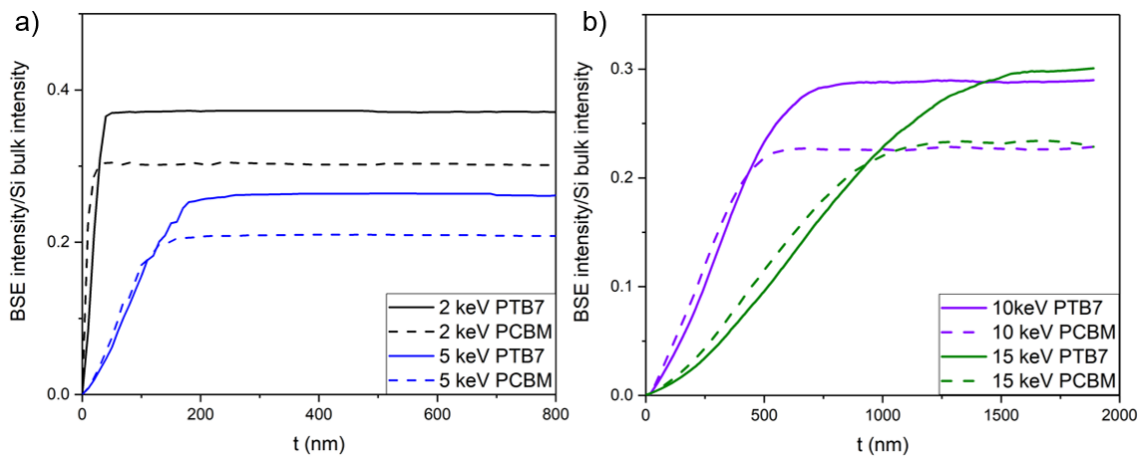 a)
BSE intensity/Si bulk intensity
0.4
0.2
0.0
0
200
400
600
800
t (nm)
2 keV PTB7
2 keV PCBM
5 keV PTB7
5 keV PCBM
b)
BSE intensity/Si bulk intensity
0.3
0.2
0.1
0.0
0
500
1000
1500
2000
t (nm)
10keV PTB7
10 keV PCBM
15 keV PTB7
15 keV PCBM